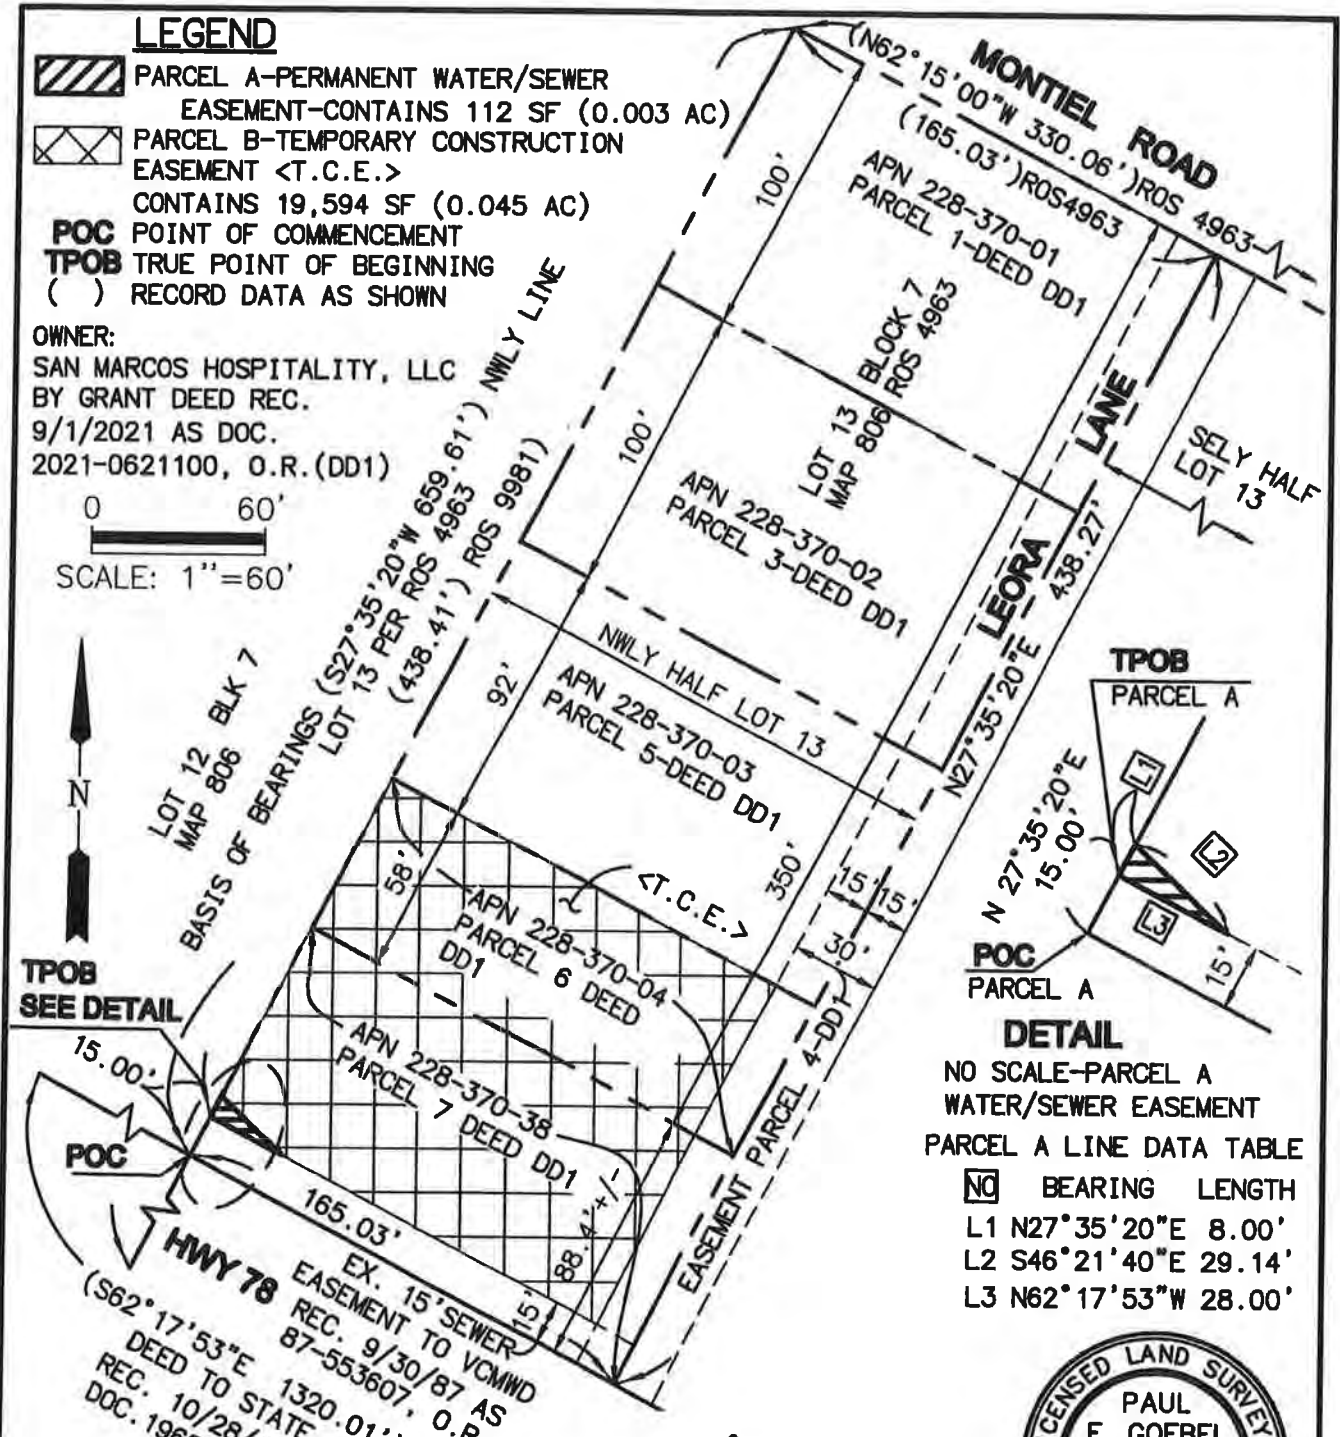 LEGEND
PARCEL A-PERMANENT WATER/SEWER
EASEMENT-CONTAINS 112 SF (0.003 AC)
PARCEL B-TEMPORARY CONSTRUCTION
EASEMENT <T.C.E.>
CONTAINS 19,594 SF (0.045 AC)
POC POINT OF COMMENCEMENT
TPOB TRUE POINT OF BEGINNING
( ) RECORD DATA AS SHOWN
OWNER:
SAN MARCOS HOSPITALITY, LLC
BY GRANT DEED REC.
9/1/2021 AS DOC.
2021-0621100, O.R.(DD1)
0 60'
SCALE: 1"=60'
N
LOT 12 BLK 7
MAP 806
BASIS OF BEARINGS (S27°35'20"W 659.61') NWLY LINE
LOT 13 PER ROS 4963
(438.41') ROS 9981)
MONTIEL ROAD
(N62°15'00"W 330.06')ROS 4963
(165.03')ROS4963
100'
APN 228-370-01
PARCEL 1-DEED DD1
LOT 13 BLOCK 7
MAP 806 ROS 4963
100'
APN 228-370-02
PARCEL 3-DEED DD1
LEORA LANE
N27°35'20"E 438.27'
SELY HALF
LOT 13
NWLY HALF LOT 13
92'
APN 228-370-03
PARCEL 5-DEED DD1
350'
15' 15'
30'
<T.C.E.>
58'
APN 228-370-04
PARCEL 6 DEED
DD1
APN 228-370-38
PARCEL 7 DEED DD1
88.4'+/-
EASEMENT PARCEL 4-DD1
TPOB
SEE DETAIL
15.00'
POC
165.03'
15'
HWY 78
EX. 15'SEWER
EASEMENT TO VCMWD
REC. 9/30/87 AS
87-553607, O.R.
(S62°17'53"E 1320.01')
DEED TO STATE
REC. 10/28/
DOC.
TPOB
PARCEL A
L1
L2
L3
N 27°35'20"E
15.00'
15'
POC
PARCEL A
DETAIL
NO SCALE-PARCEL A
WATER/SEWER EASEMENT
PARCEL A LINE DATA TABLE
NO BEARING LENGTH
L1 N27°35'20"E 8.00'
L2 S46°21'40"E 29.14'
L3 N62°17'53"W 28.00'
LAND
PAUL
GOEBEL